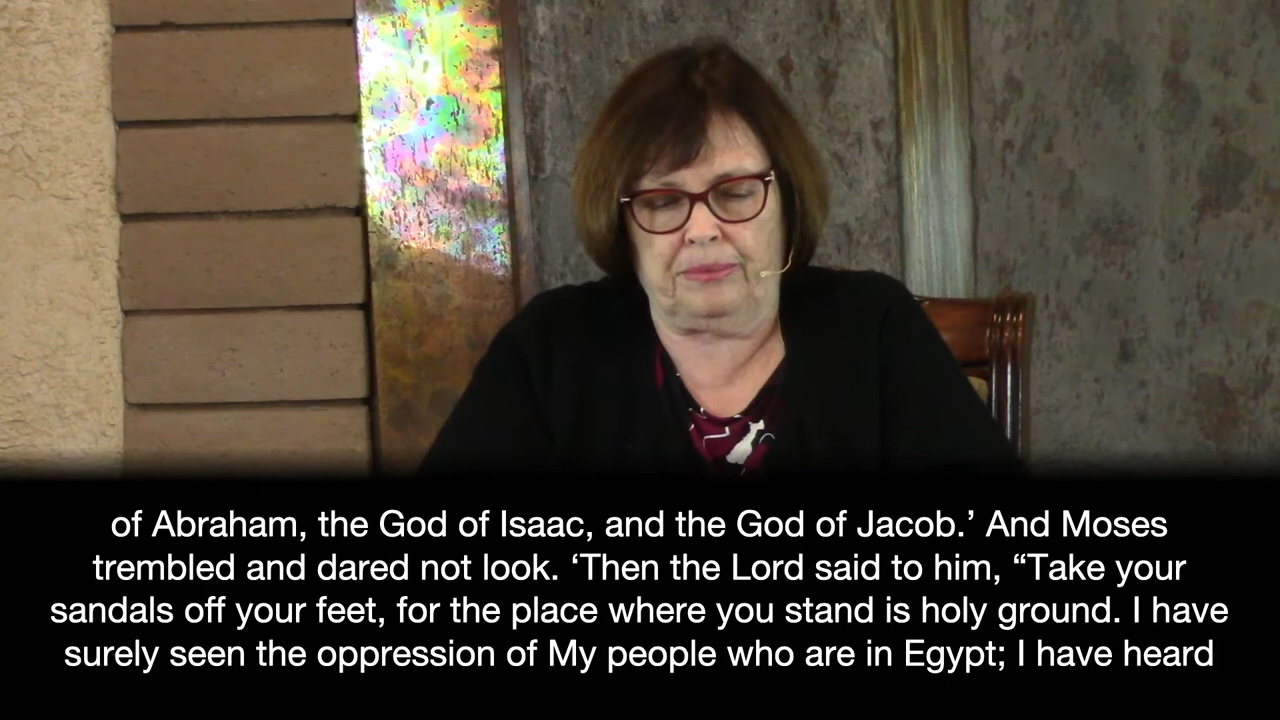 of Abraham, the God of Isaac, and the God of Jacob.’ And Moses
trembled and dared not look. ‘Then the Lord said to him, “Take your
sandals off your feet, for the place where you stand is holy ground. I have
surely seen the oppression of My people who are in Egypt; I have heard